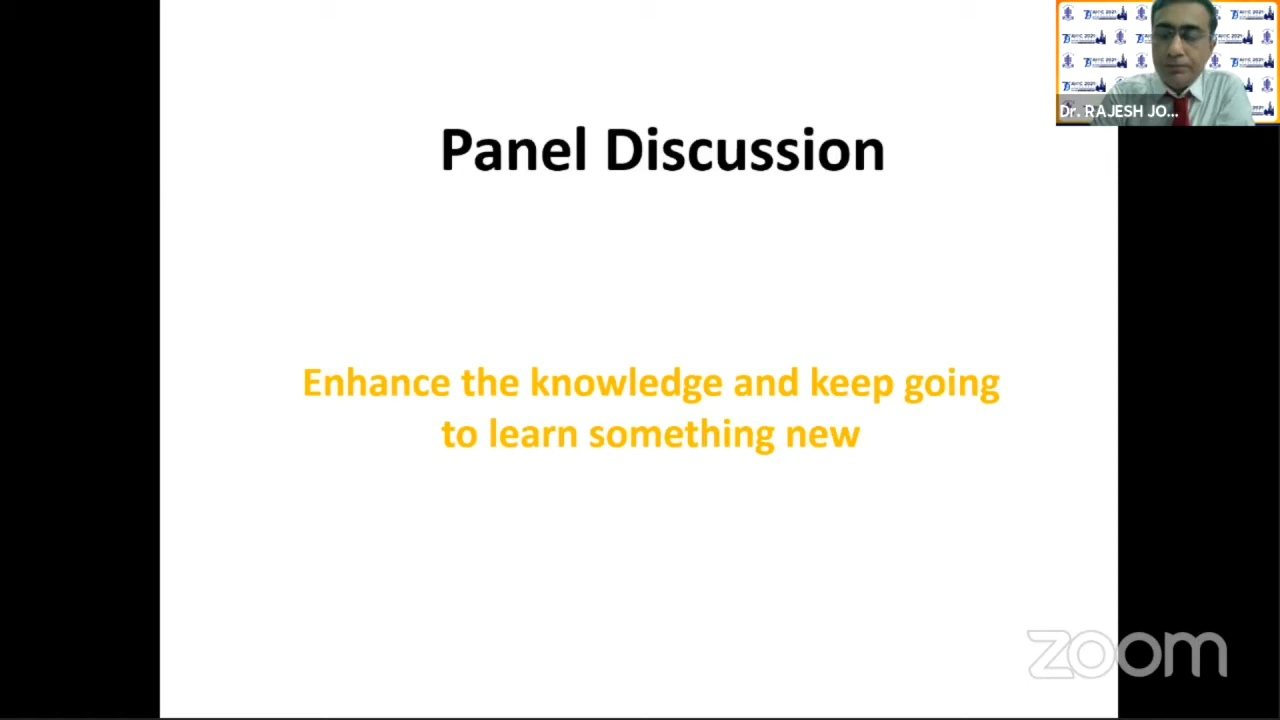 Panel Discussion
Enhance the knowledge and keep going
to learn something new
Dr. RAJESH JO...
zoom